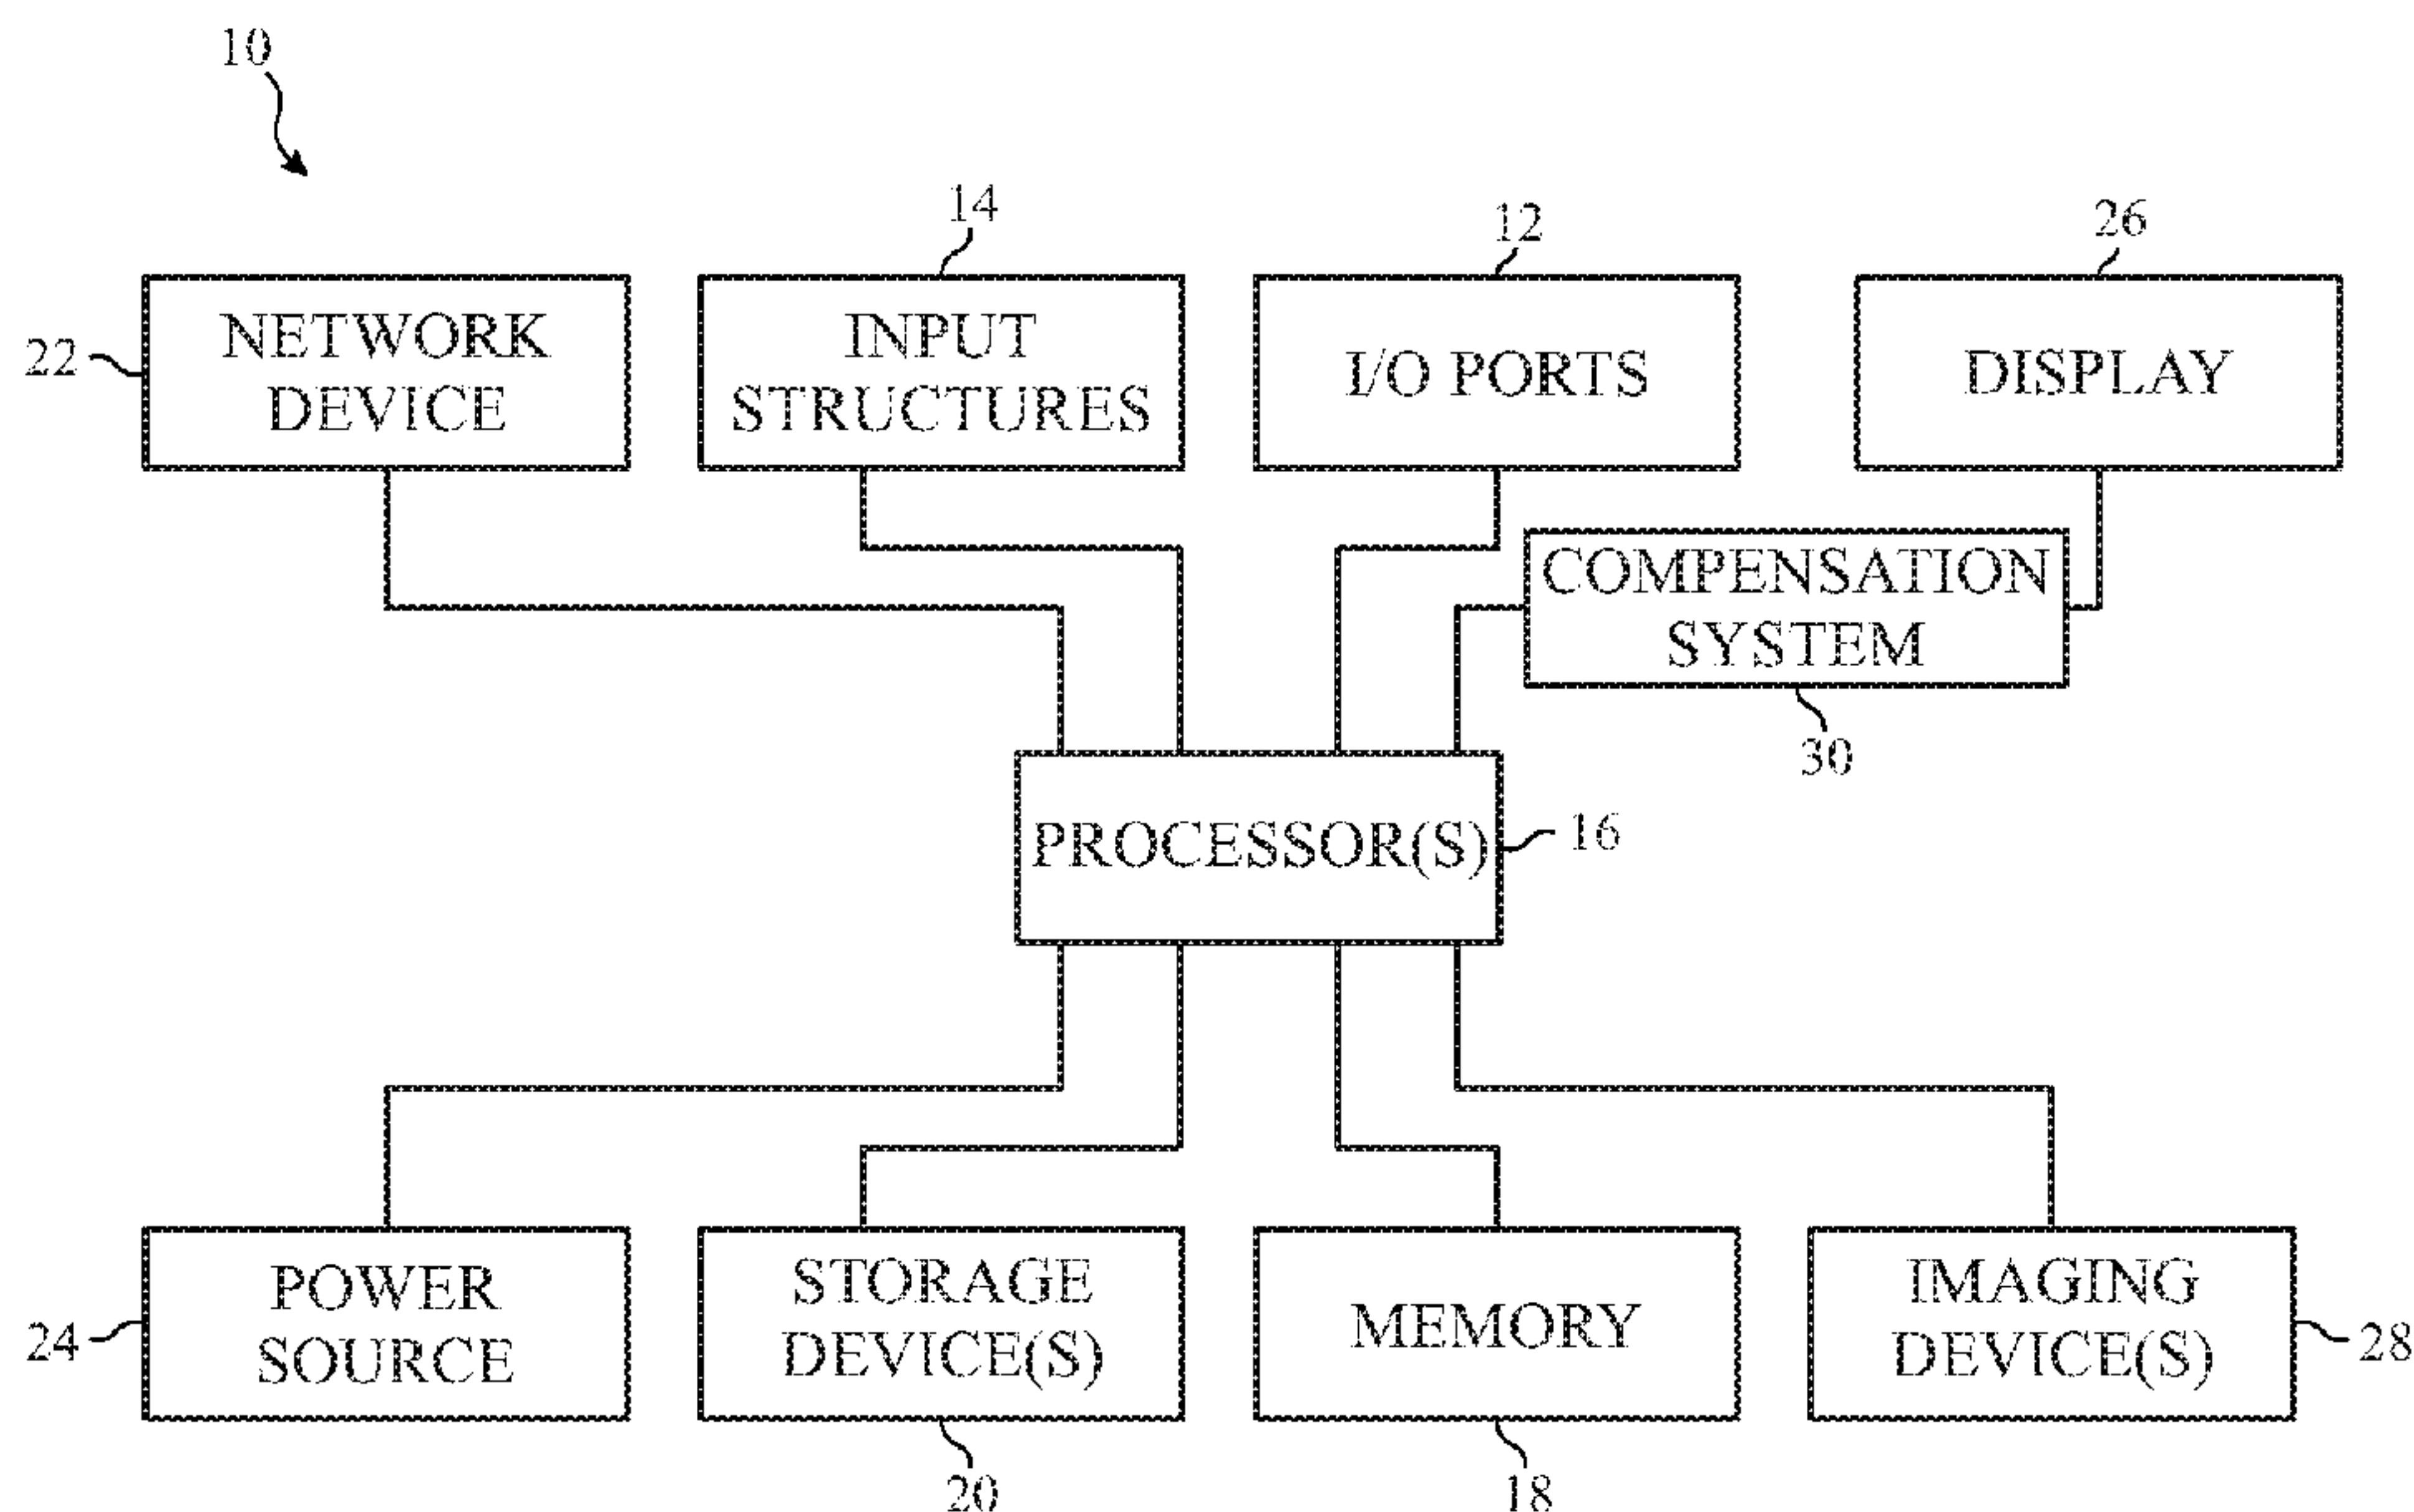 10
14
12
26
22
NETWORK
DEVICE
INPUT
STRUCTURES
I/O PORTS
DISPLAY
COMPENSATION
SYSTEM
30
PROCESSOR(S)
16
24
POWER
SOURCE
STORAGE
DEVICE(S)
MEMORY
IMAGING
DEVICE(S)
28
20
18